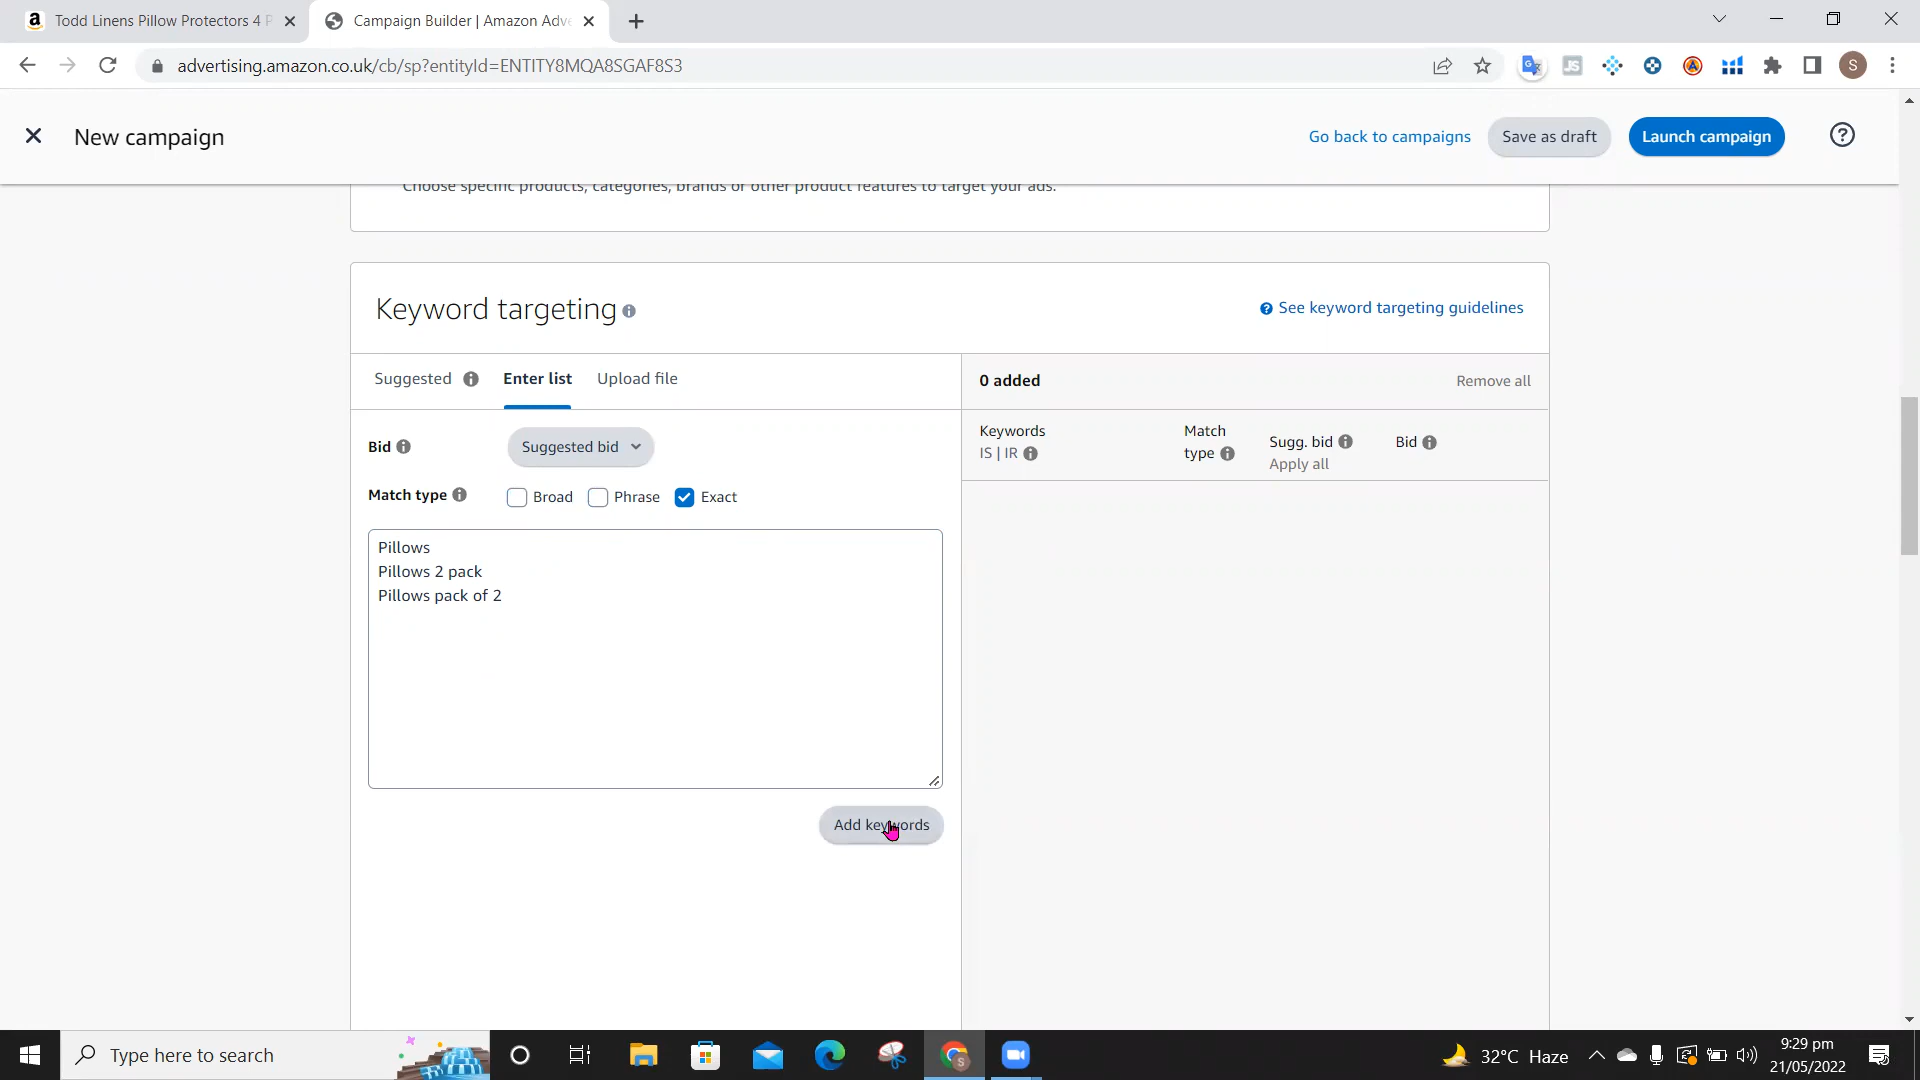 Todd Linens Pillow Protectors 4 P
Campaign Builder | Amazon Adve
advertising.amazon.co.uk/cb/sp?entityId=ENTITY8MQA8SGAF8S3
JS
S
New campaign
Go back to campaigns
Save as draft
Launch campaign
Choose specific products, categories, brands or other product features to target your ads.
Keyword targeting
See keyword targeting guidelines
Suggested
Enter list
Upload file
0 added
Remove all
Bid
Suggested bid
Keywords
IS | IR
Match
type
Sugg. bid
Apply all
Bid
Match type
Broad
Phrase
Exact
Pillows
Pillows 2 pack
Pillows pack of 2
Add keywords
Type here to search
32°C Haze
9:29 pm
21/05/2022